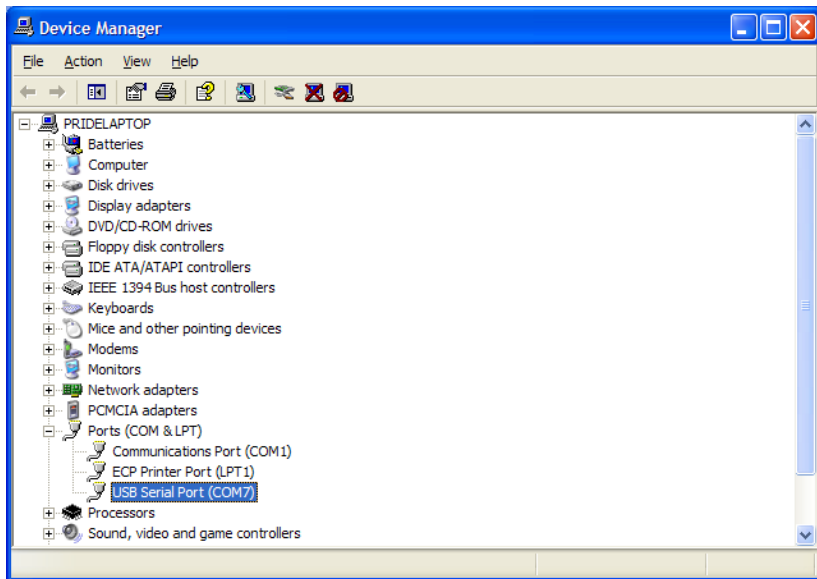 Device Manager
File Action View Help
PRIDELAPTOP
Batteries
Computer
Disk drives
Display adapters
DVD/CD-ROM drives
Floppy disk controllers
IDE ATA/ATAPI controllers
IEEE 1394 Bus host controllers
Keyboards
Mice and other pointing devices
Modems
Monitors
Network adapters
PCMCIA adapters
Ports (COM & LPT)
Communications Port (COM1)
ECP Printer Port (LPT1)
USB Serial Port (COM7)
Processors
Sound, video and game controllers